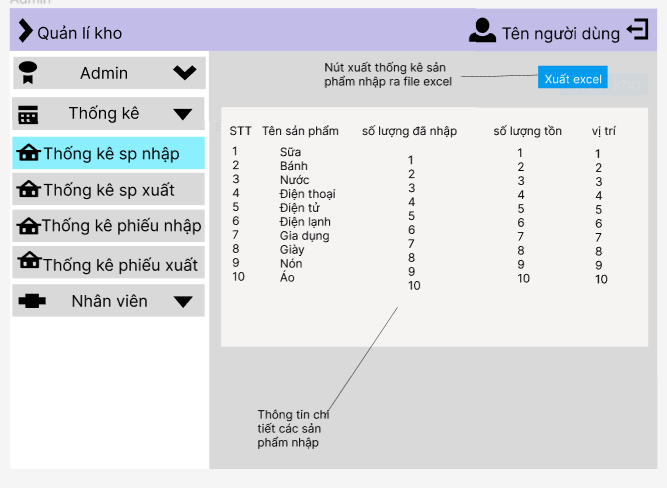 Admin
Quản lí kho
Tên người dùng
Admin
Nút xuất thống kê sản
phẩm nhập ra file excel
Xuất excel
Thống kê
STT Tên sản phẩm số lượng đã nhập số lượng tồn vị trí
Thống kê sp nhập
Thống kê sp xuất
Thống kê phiếu nhập
Thống kê phiếu xuất
Nhân viên
1 Sữa 1 1 1
2 Bánh 2 2 2
3 Nước 3 3 3
4 Điện thoại 4 4 4
5 Điện tử 5 5 5
6 Điện lạnh 6 6 6
7 Gia dụng 7 7 7
8 Giày 8 8 8
9 Nón 9 9 9
10 Áo 10 10 10
Thông tin chi
tiết các sản
phẩm nhập